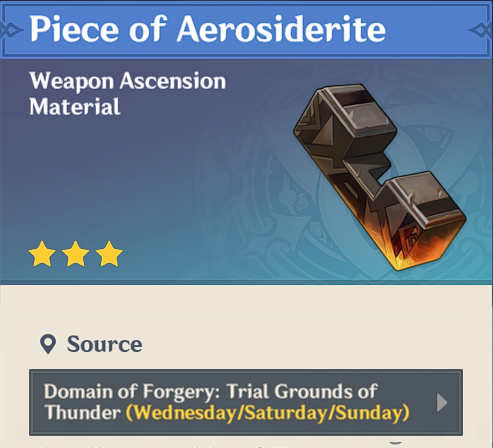 Piece of Aerosiderite
Weapon Ascension
Material
Source
Domain of Forgery: Trial Grounds of
Thunder (Wednesday/Saturday/Sunday)